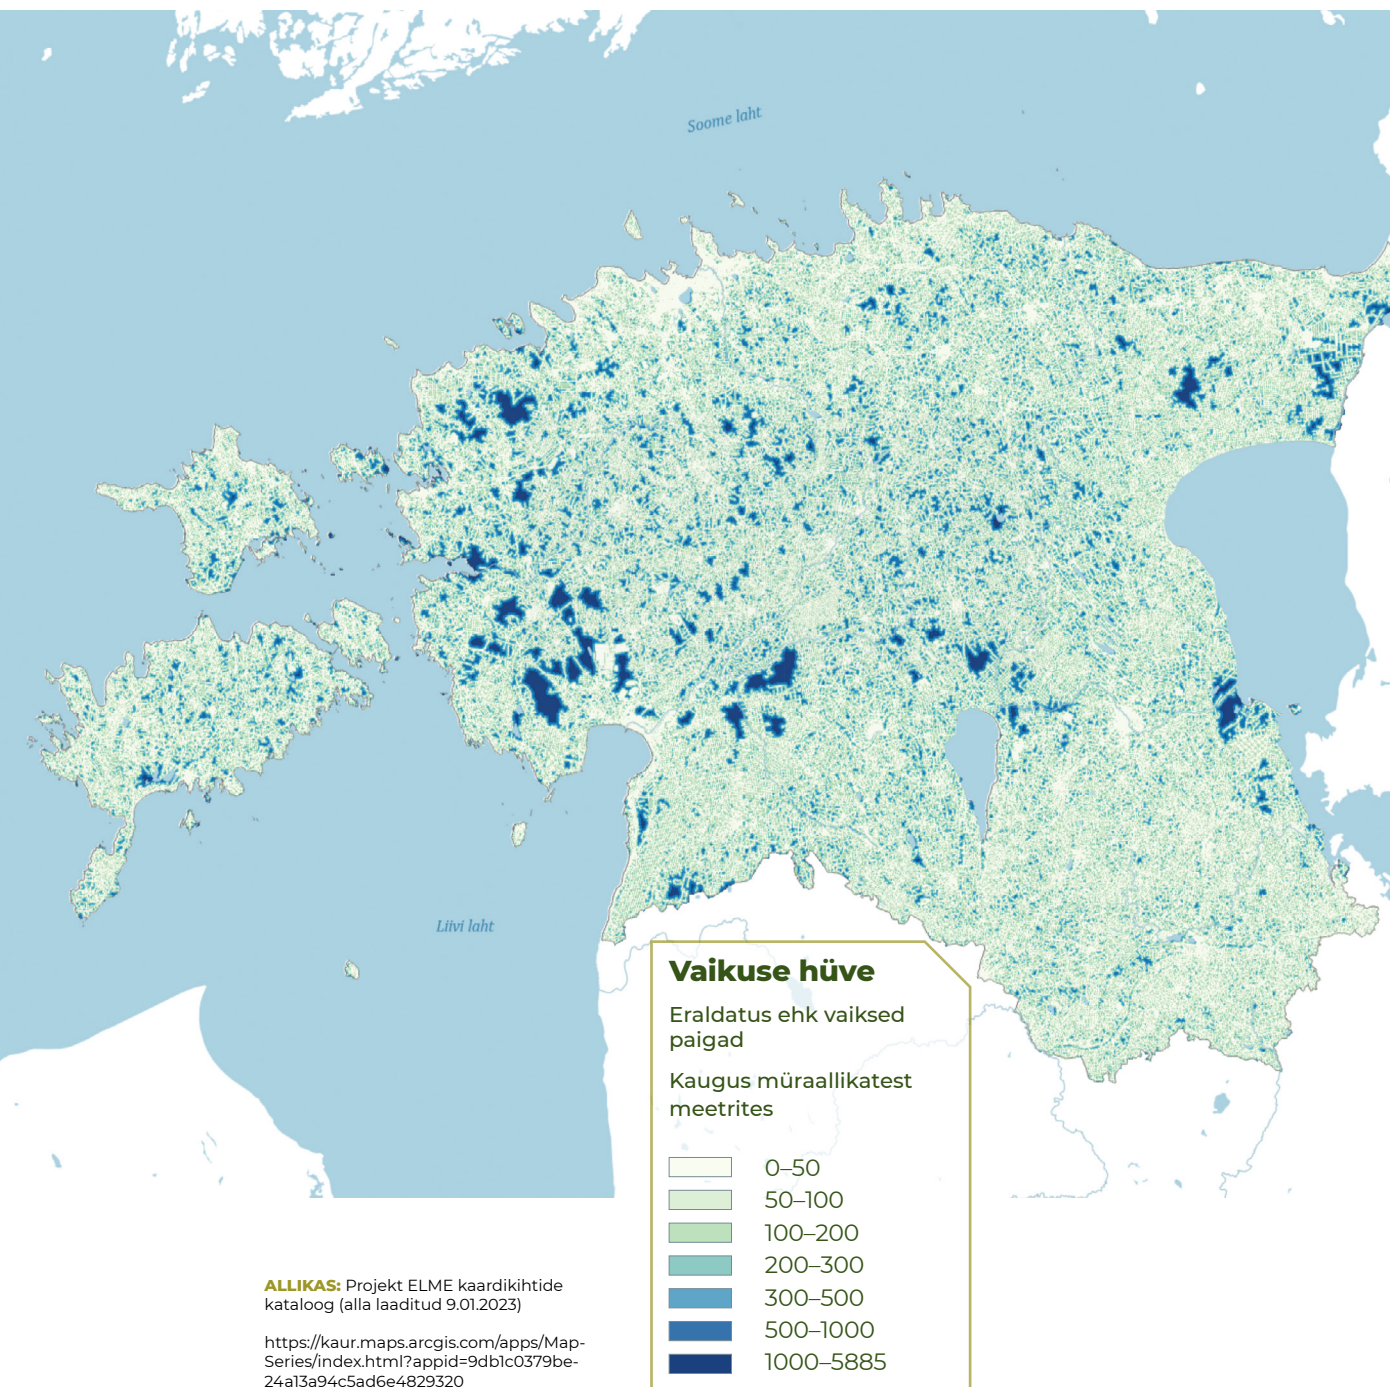 Soome laht
Liivi laht
Vaikuse hüve
Eraldatus ehk vaiksed
paigad
Kaugus müraallikatest
meetrites
0–50
50–100
100–200
200–300
300–500
500–1000
1000–5885
ALLIKAS: Projekt ELME kaardikihtide
kataloog (alla laaditud 9.01.2023)
https://kaur.maps.arcgis.com/apps/Map-
Series/index.html?appid=9db1c0379be-
24a13a94c5ad6e4829320